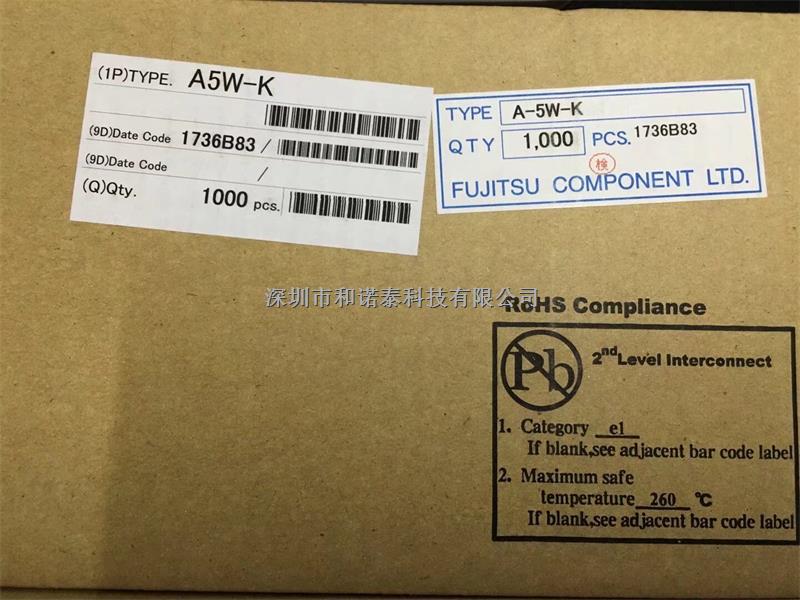 (1P)TYPE. A5W-K
(9D)Date Code 1736B83 /
(9D)Date Code /
(Q)Qty. 1000 pcs.
TYPE A-5W-K
QTY 1,000 PCS. 1736B83
検
FUJITSU COMPONENT LTD.
深圳市和诺泰科技有限公司
RoHS Compliance
Pb 2nd Level Interconnect
1. Category e1
If blank,see adjacent bar code label
2. Maximum safe
temperature 260 ℃
If blank,see adjacent bar code label